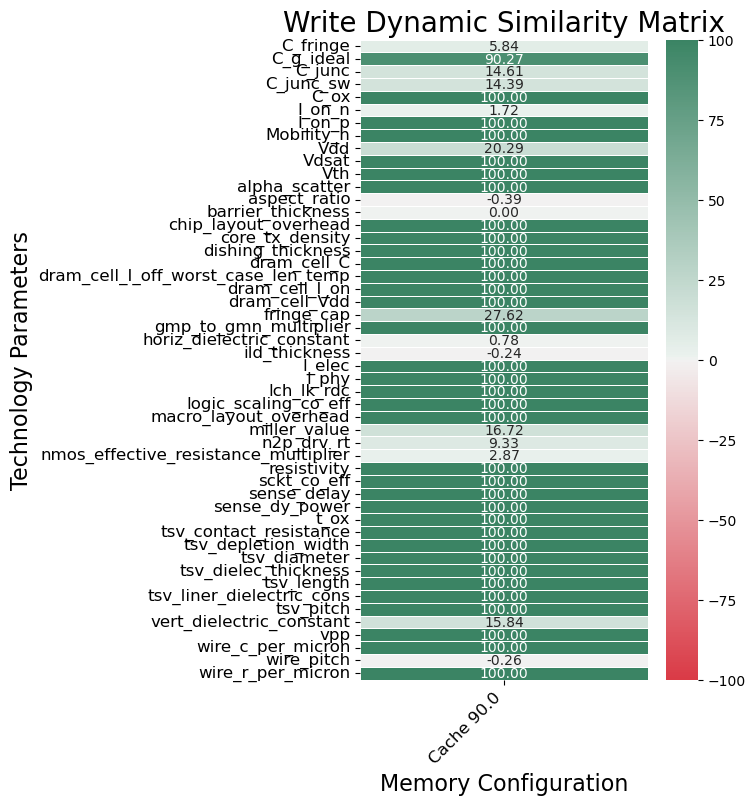 Write Dynamic Similarity Matrix
C_fringe 5.84
C_g_ideal 90.27
C_junc 14.61
C_junc_sw 14.39
C_ox 100.00
I_on_n 1.72
I_on_p 100.00
Mobility_n 100.00
Vdd 20.29
Vdsat 100.00
Vth 100.00
alpha_scatter 100.00
aspect_ratio -0.39
barrier_thickness 0.00
chip_layout_overhead 100.00
core_tx_density 100.00
dishing_thickness 100.00
dram_cell_C 100.00
dram_cell_I_off_worst_case_len_temp 100.00
dram_cell_I_on 100.00
dram_cell_Vdd 100.00
fringe_cap 27.62
gmp_to_gmn_multiplier 100.00
horiz_dielectric_constant 0.78
ild_thickness -0.24
l_elec 100.00
l_phy 100.00
lch_lk_rdc 100.00
logic_scaling_co_eff 100.00
macro_layout_overhead 100.00
miller_value 16.72
n2p_drv_rt 9.33
nmos_effective_resistance_multiplier 2.87
resistivity 100.00
sckt_co_eff 100.00
sense_delay 100.00
sense_dy_power 100.00
t_ox 100.00
tsv_contact_resistance 100.00
tsv_depletion_width 100.00
tsv_diameter 100.00
tsv_dielec_thickness 100.00
tsv_length 100.00
tsv_liner_dielectric_cons 100.00
tsv_pitch 100.00
vert_dielectric_constant 15.84
vpp 100.00
wire_c_per_micron 100.00
wire_pitch -0.26
wire_r_per_micron 100.00
Technology Parameters
Cache 90.0
Memory Configuration
100
75
50
25
0
−25
−50
−75
−100